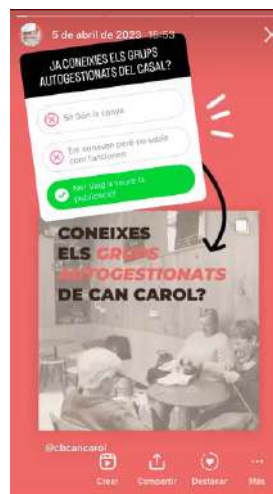 5 de abril de 2023 16:53
JA CONEIXES ELS GRUPS
AUTOGESTIONATS DEL CASAL?
Sí! Són la canya
Em sonaven però no sabia
com funcionen
No! Vaig a veure la
publicació!
CONEIXES
ELS GRUPS
AUTOGESTIONATS
DE CAN CAROL?
@cbcancarol
Crear
Compartir
Destacar
Más